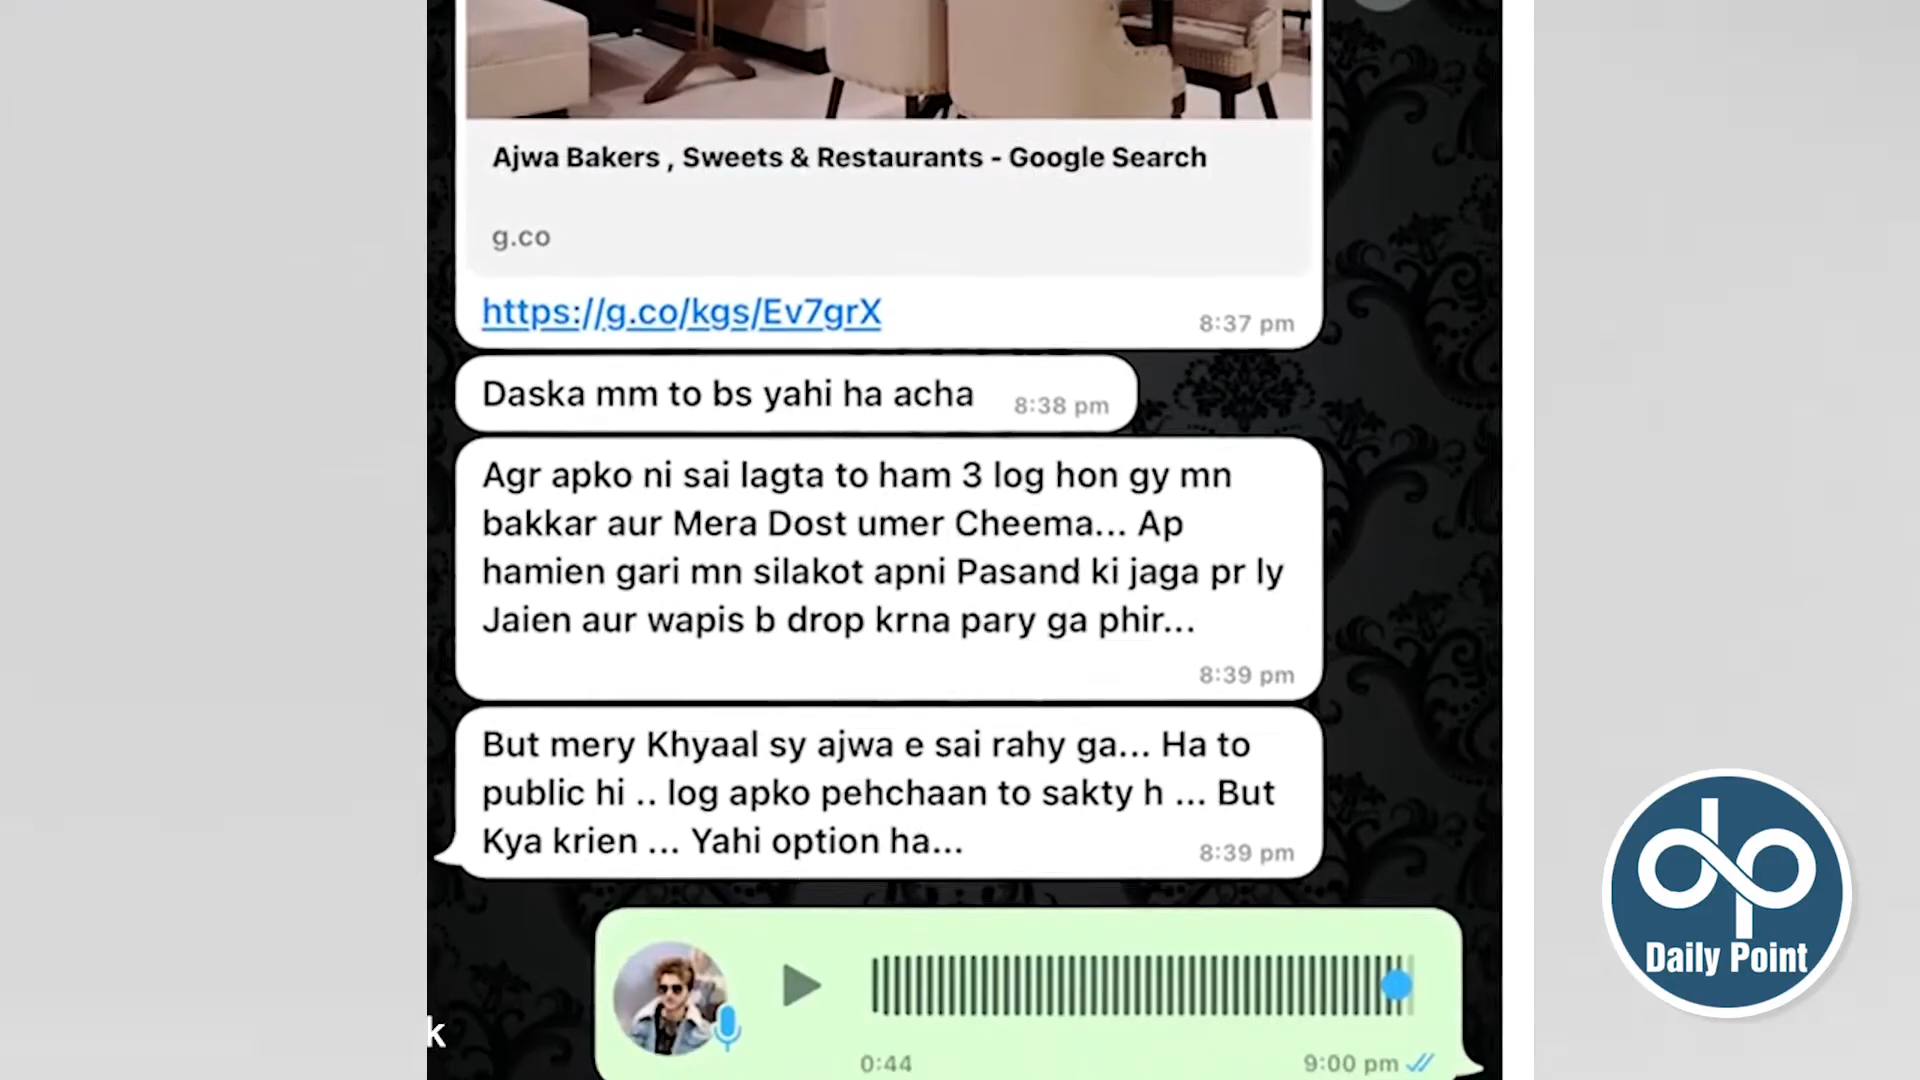 Ajwa Bakers , Sweets & Restaurants - Google Search
g.co
https://g.co/kgs/Ev7grX
8:37 pm
Daska mm to bs yahi ha acha
8:38 pm
Agr apko ni sai lagta to ham 3 log hon gy mn
bakkar aur Mera Dost umer Cheema... Ap
hamien gari mn silakot apni Pasand ki jaga pr ly
Jaien aur wapis b drop krna pary ga phir...
8:39 pm
But mery Khyaal sy ajwa e sai rahy ga... Ha to
public hi .. log apko pehchaan to sakty h ... But
Kya krien ... Yahi option ha...
8:39 pm
k
0:44
9:00 pm
dp
Daily Point